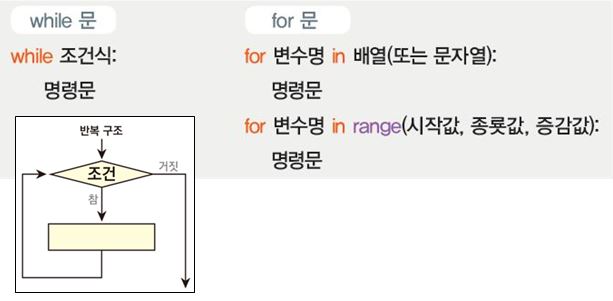 while 문
while 조건식:
명령문
for 문
for 변수명 in 배열(또는 문자열):
명령문
for 변수명 in range(시작값, 종룟값, 증감값):
명령문
반복 구조
조건
거짓
참